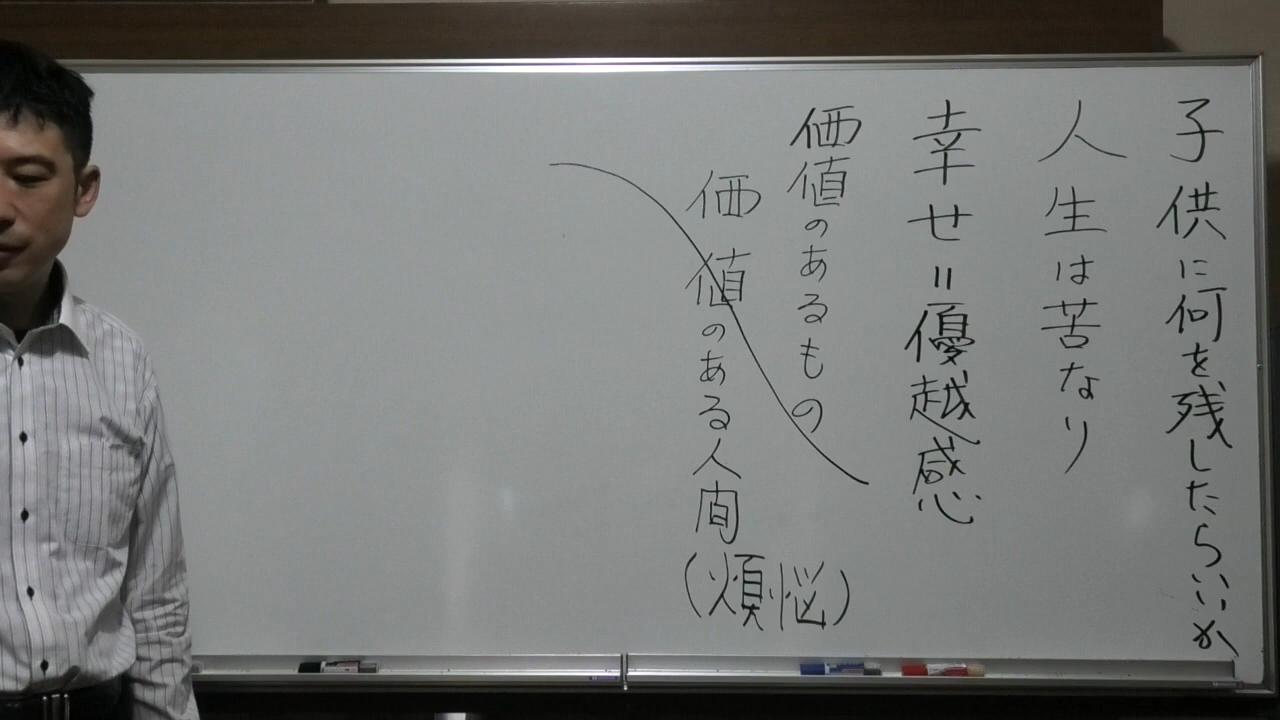 子供に何を残したらいいか
人生は苦なり
幸せ=優越感
価値のあるもの
価値のある人間
(煩悩)